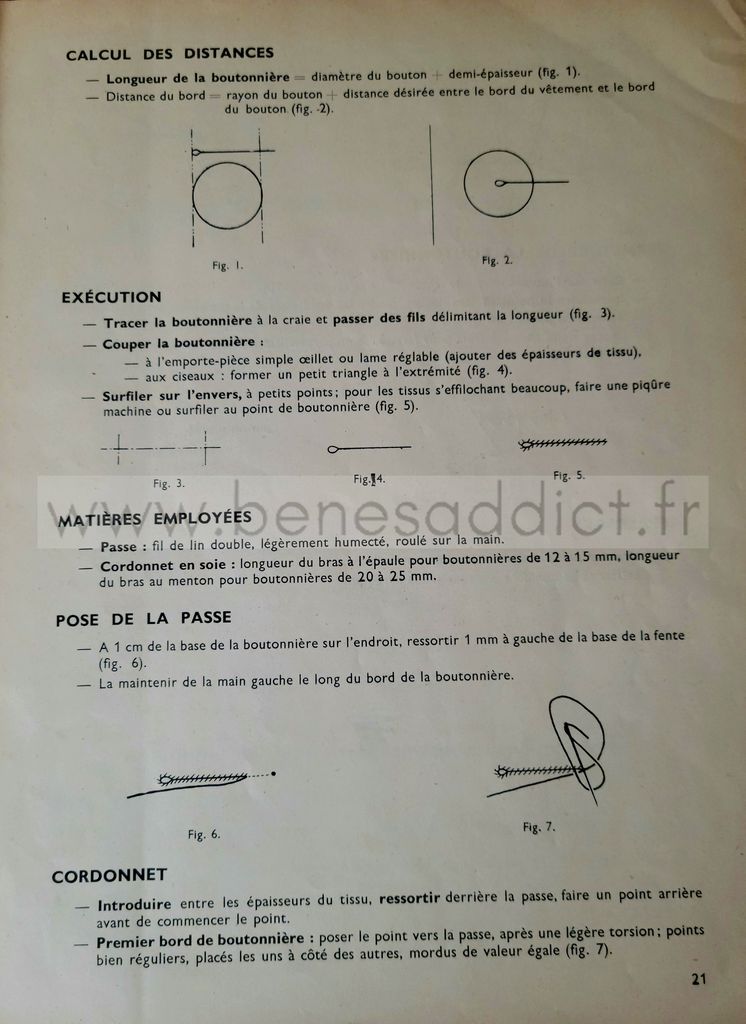 CALCUL DES DISTANCES
— Longueur de la boutonnière = diamètre du bouton + demi-épaisseur (fig. 1).
— Distance du bord = rayon du bouton + distance désirée entre le bord du vêtement et le bord
du bouton (fig. 2).
Fig. 1.
Fig. 2.
EXÉCUTION
— Tracer la boutonnière à la craie et passer des fils délimitant la longueur (fig. 3).
— Couper la boutonnière :
— à l'emporte-pièce simple œillet ou lame réglable (ajouter des épaisseurs de tissu),
— aux ciseaux : former un petit triangle à l'extrémité (fig. 4).
— Surfiler sur l'envers, à petits points; pour les tissus s'effilochant beaucoup, faire une piqûre
machine ou surfiler au point de boutonnière (fig. 5).
Fig. 3.
Fig. 4.
Fig. 5.
www.benesaddict.fr
MATIÈRES EMPLOYÉES
— Passe : fil de lin double, légèrement humecté, roulé sur la main.
— Cordonnet en soie : longueur du bras à l'épaule pour boutonnières de 12 à 15 mm, longueur
du bras au menton pour boutonnières de 20 à 25 mm.
POSE DE LA PASSE
— A 1 cm de la base de la boutonnière sur l'endroit, ressortir 1 mm à gauche de la base de la fente
(fig. 6).
— La maintenir de la main gauche le long du bord de la boutonnière.
Fig. 6.
Fig. 7.
CORDONNET
— Introduire entre les épaisseurs du tissu, ressortir derrière la passe, faire un point arrière
avant de commencer le point.
— Premier bord de boutonnière : poser le point vers la passe, après une légère torsion; points
bien réguliers, placés les uns à côté des autres, mordus de valeur égale (fig. 7).
21